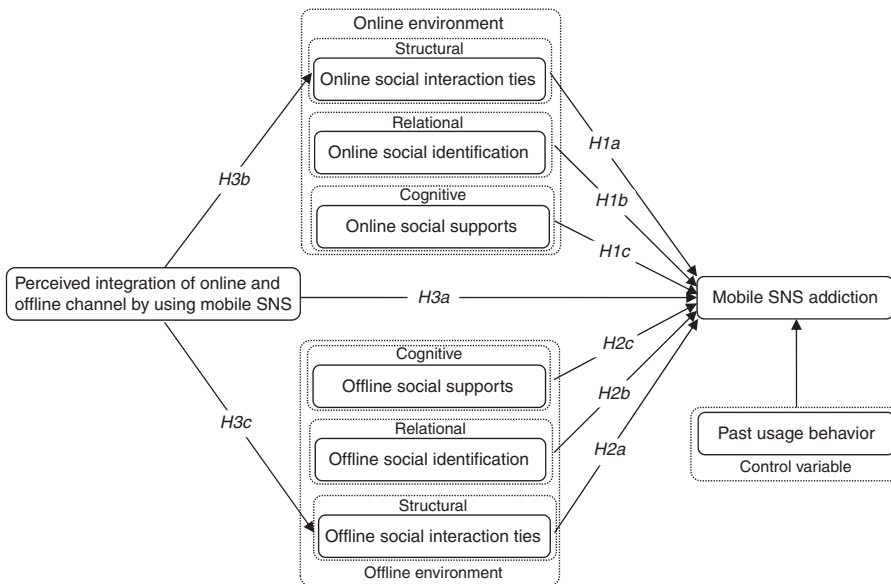 Online environment
Structural
Online social interaction ties
Relational
Online social identification
Cognitive
Online social supports
H1a
H1b
H1c
H3b
Perceived integration of online and
offline channel by using mobile SNS
H3a
Mobile SNS addiction
H3c
Cognitive
Offline social supports
Relational
Offline social identification
Structural
Offline social interaction ties
Offline environment
H2c
H2b
H2a
Past usage behavior
Control variable